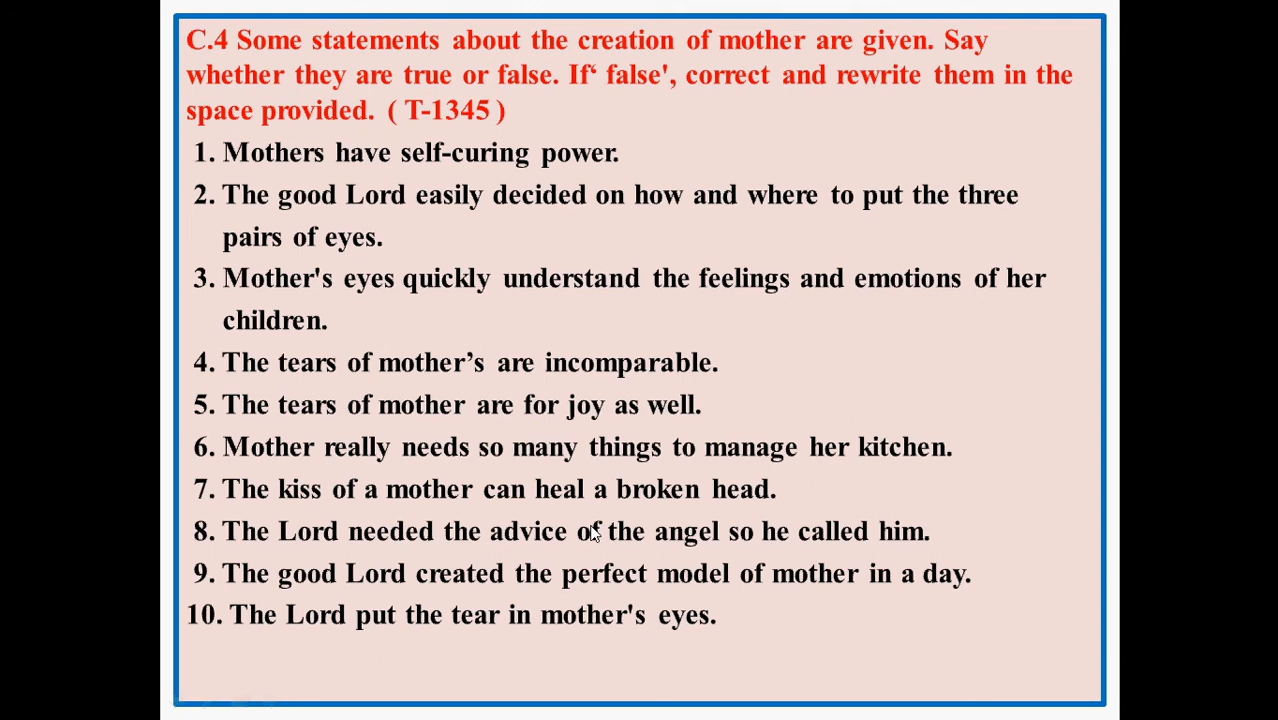 C.4 Some statements about the creation of mother are given. Say
whether they are true or false. If‘ false', correct and rewrite them in the
space provided. ( T-1345 )
1. Mothers have self-curing power.
2. The good Lord easily decided on how and where to put the three
pairs of eyes.
3. Mother's eyes quickly understand the feelings and emotions of her
children.
4. The tears of mother’s are incomparable.
5. The tears of mother are for joy as well.
6. Mother really needs so many things to manage her kitchen.
7. The kiss of a mother can heal a broken head.
8. The Lord needed the advice of the angel so he called him.
9. The good Lord created the perfect model of mother in a day.
10. The Lord put the tear in mother's eyes.